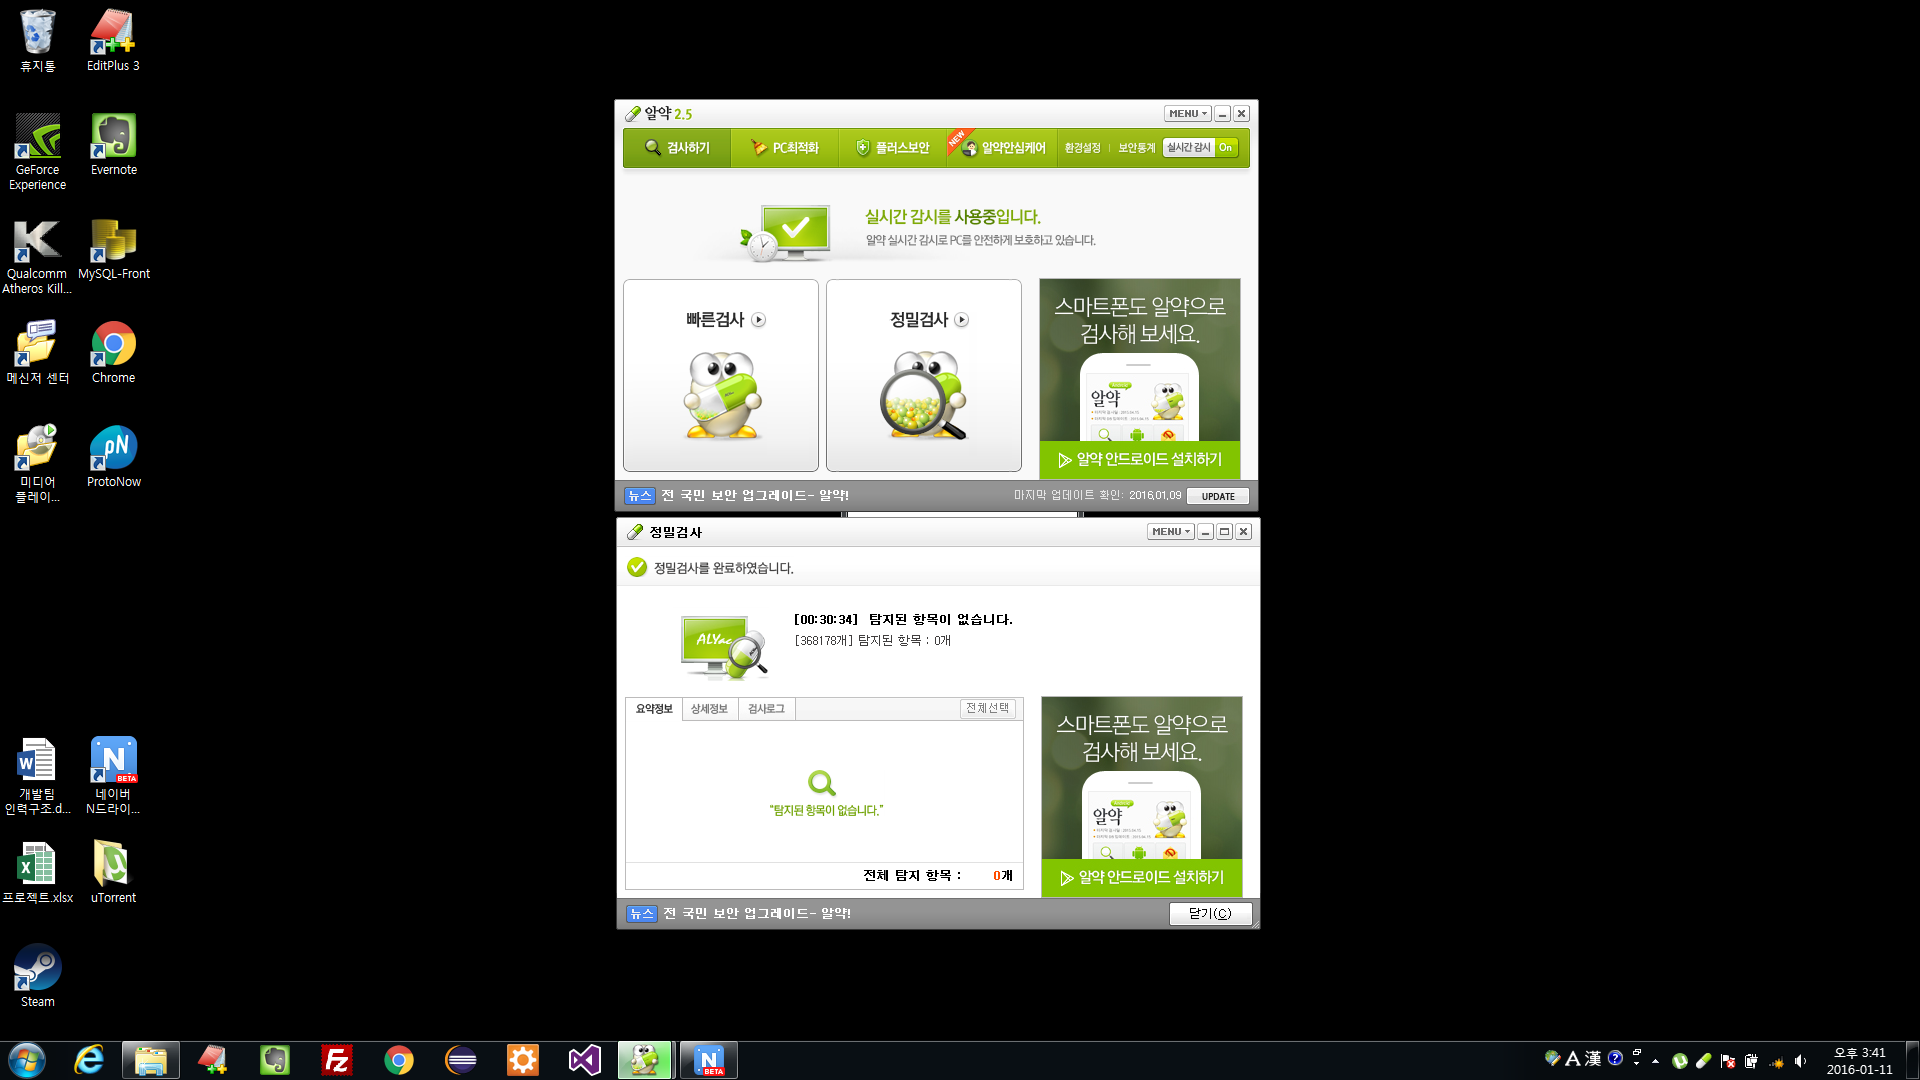 휴지통
EditPlus 3
GeForce
Experience
Evernote
Qualcomm
Atheros Kill...
MySQL-Front
메신저 센터
Chrome
미디어
플레이...
ProtoNow
개발팀
인력구조.d...
네이버
N드라이...
BETA
프로젝트.xlsx
uTorrent
Steam
알약 2.5
MENU
검사하기
PC최적화
플러스보안
NEW
알약안심케어
환경설정
보안통계
실시간 감시 On
실시간 감시를 사용중입니다.
알약 실시간 감시로 PC를 안전하게 보호하고 있습니다.
빠른검사
정밀검사
스마트폰도 알약으로
검사해 보세요.
알약
알약 안드로이드 설치하기
뉴스 전 국민 보안 업그레이드- 알약!
마지막 업데이트 확인: 2016.01.09
UPDATE
정밀검사
MENU
정밀검사를 완료하였습니다.
ALYac
[00:30:34] 탐지된 항목이 없습니다.
[368178개] 탐지된 항목 : 0개
요약정보
상세정보
검사로그
전체선택
"탐지된 항목이 없습니다."
전체 탐지 항목 : 0개
스마트폰도 알약으로
검사해 보세요.
알약
알약 안드로이드 설치하기
뉴스 전 국민 보안 업그레이드- 알약!
닫기(C)
BETA
A 漢
오후 3:41
2016-01-11